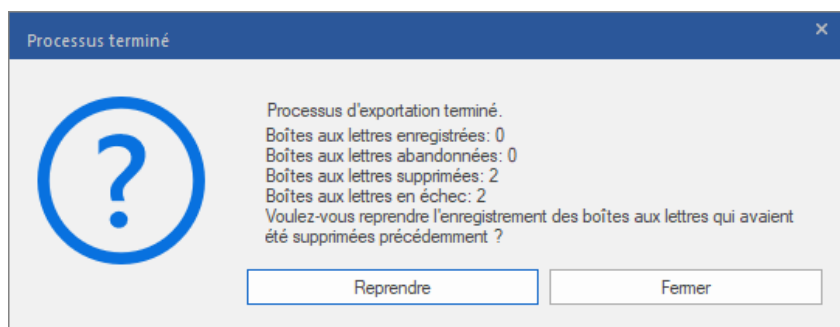 Processus terminé
Processus d'exportation terminé.
Boîtes aux lettres enregistrées: 0
Boîtes aux lettres abandonnées: 0
Boîtes aux lettres supprimées: 2
Boîtes aux lettres en échec: 2
Voulez-vous reprendre l'enregistrement des boîtes aux lettres qui avaient
été supprimées précédemment ?
Reprendre
Fermer